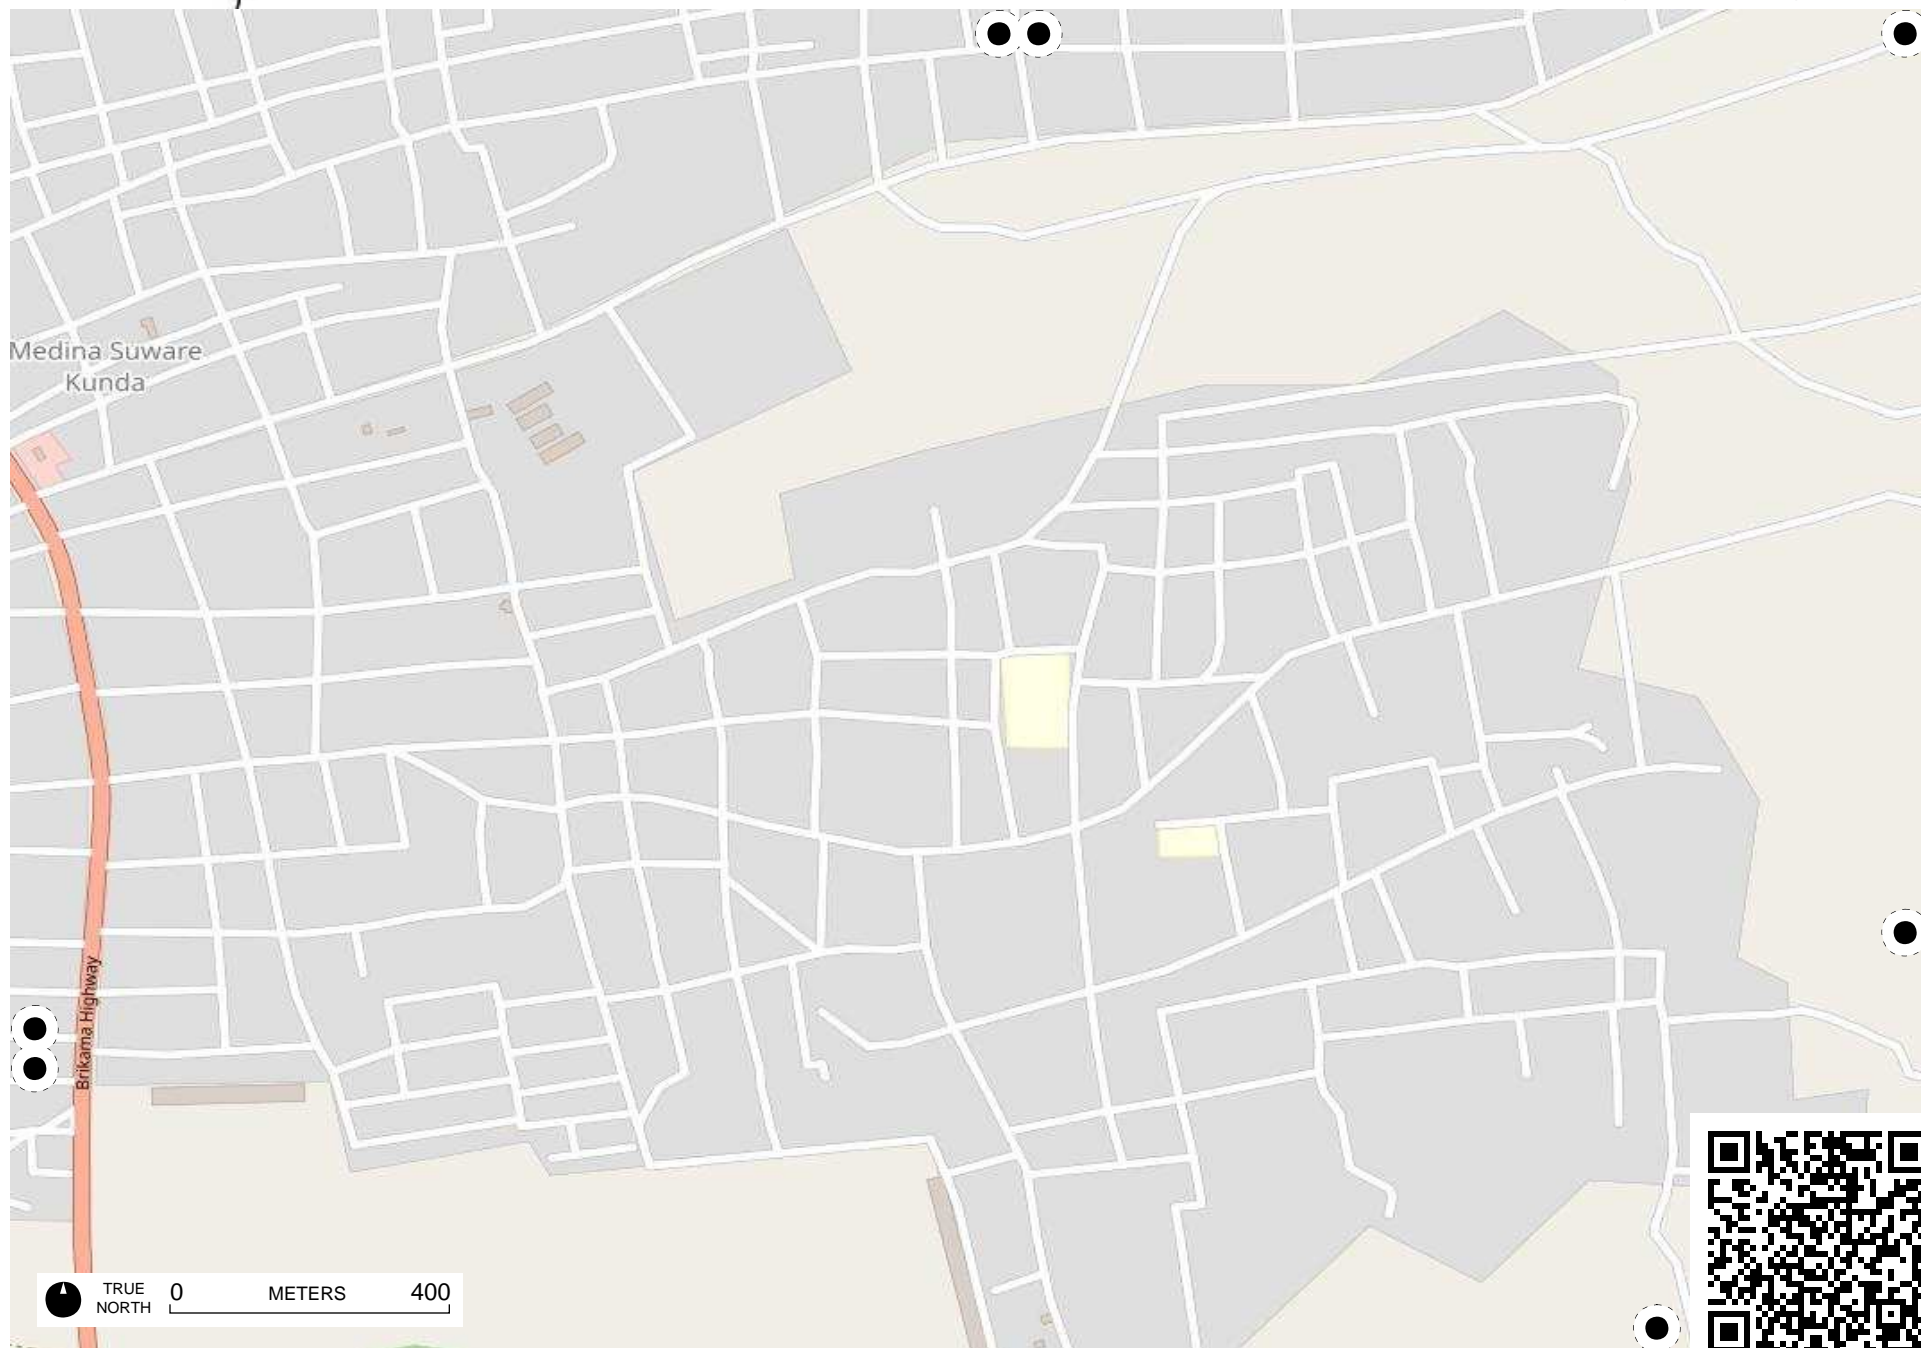 Medina Suware
Kunda
Brikama Highway
TRUE
NORTH
0 METERS 400